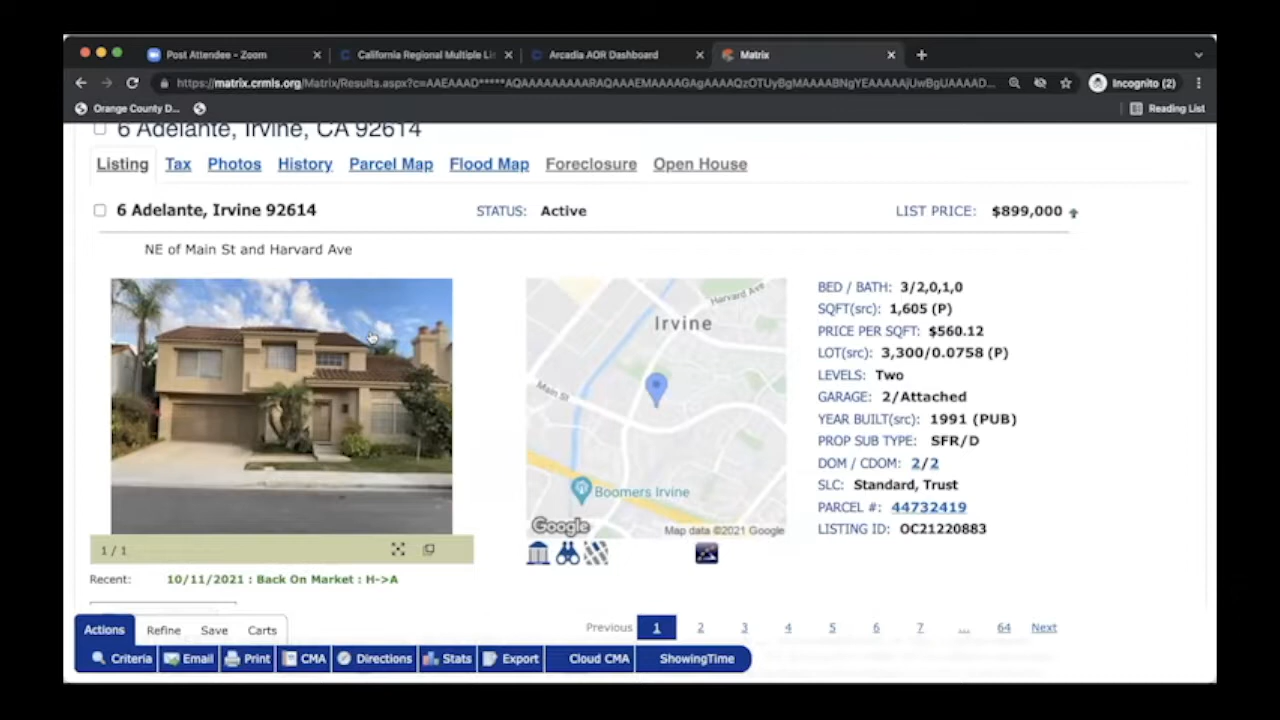 Post Attendee - Zoom
California Regional Multiple Li
Arcadia AOR Dashboard
Matrix
https://matrix.crmls.org/Matrix/Results.aspx?c=AAEAAAD*****AQAAAAAAAAARAQAAAEMAAAAGAgAAAAQzOTUyBgMAAAABNgYEAAAAAjUwBgUAAAAD...
Incognito (2)
Orange County D...
Reading List
6 Adelante, Irvine, CA 92614
Listing Tax Photos History Parcel Map Flood Map Foreclosure Open House
6 Adelante, Irvine 92614
STATUS: Active
LIST PRICE: $899,000
NE of Main St and Harvard Ave
Harvard Ave
Irvine
Main St
Boomers Irvine
Google
Map data ©2021 Google
BED / BATH: 3/2,0,1,0
SQFT(src): 1,605 (P)
PRICE PER SQFT: $560.12
LOT(src): 3,300/0.0758 (P)
LEVELS: Two
GARAGE: 2/Attached
YEAR BUILT(src): 1991 (PUB)
PROP SUB TYPE: SFR/D
DOM / CDOM: 2/2
SLC: Standard, Trust
PARCEL #: 44732419
LISTING ID: OC21220883
1 / 1
Recent: 10/11/2021 : Back On Market : H->A
Actions Refine Save Carts
Previous 1 2 3 4 5 6 7 ... 64 Next
Criteria Email Print CMA Directions Stats Export Cloud CMA ShowingTime